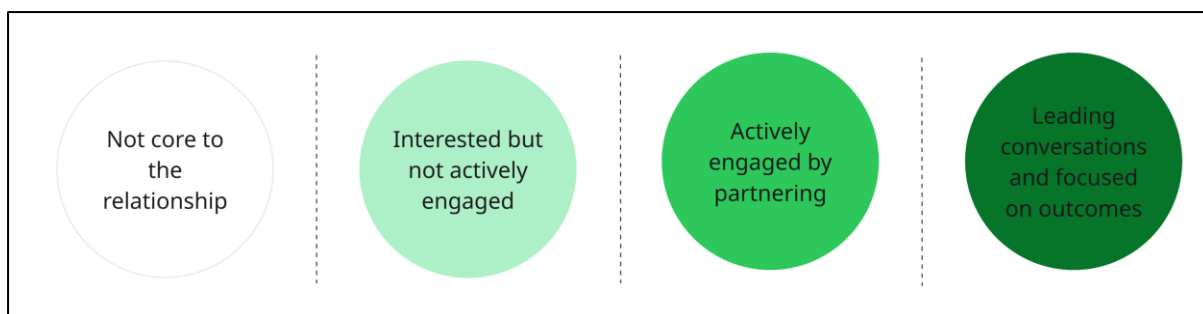 Not core to
the
relationship
Interested but
not actively
engaged
Actively
engaged by
partnering
Leading
conversations
and focused
on outcomes